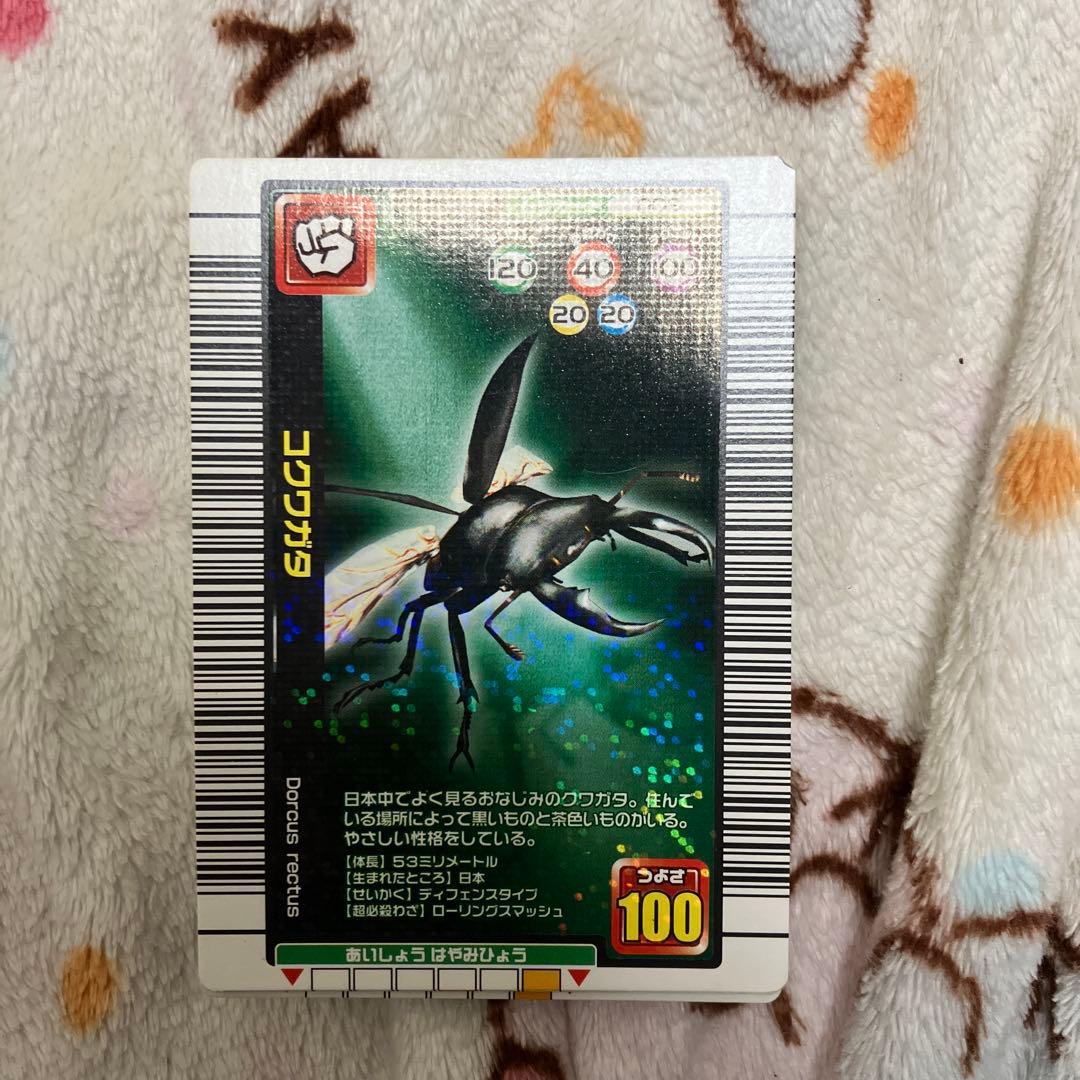 120 40 100
20 20
コクワガタ
Dorcus rectus
日本中でよく見るおなじみのクワガタ。住んで
いる場所によって黒いものと茶色いものがいる。
やさしい性格をしている。
【体長】53ミリメートル
【生まれたところ】日本
【せいかく】ディフェンスタイプ
【超必殺わざ】ローリングスマッシュ
つよさ
100
あいしょう はやみひょう